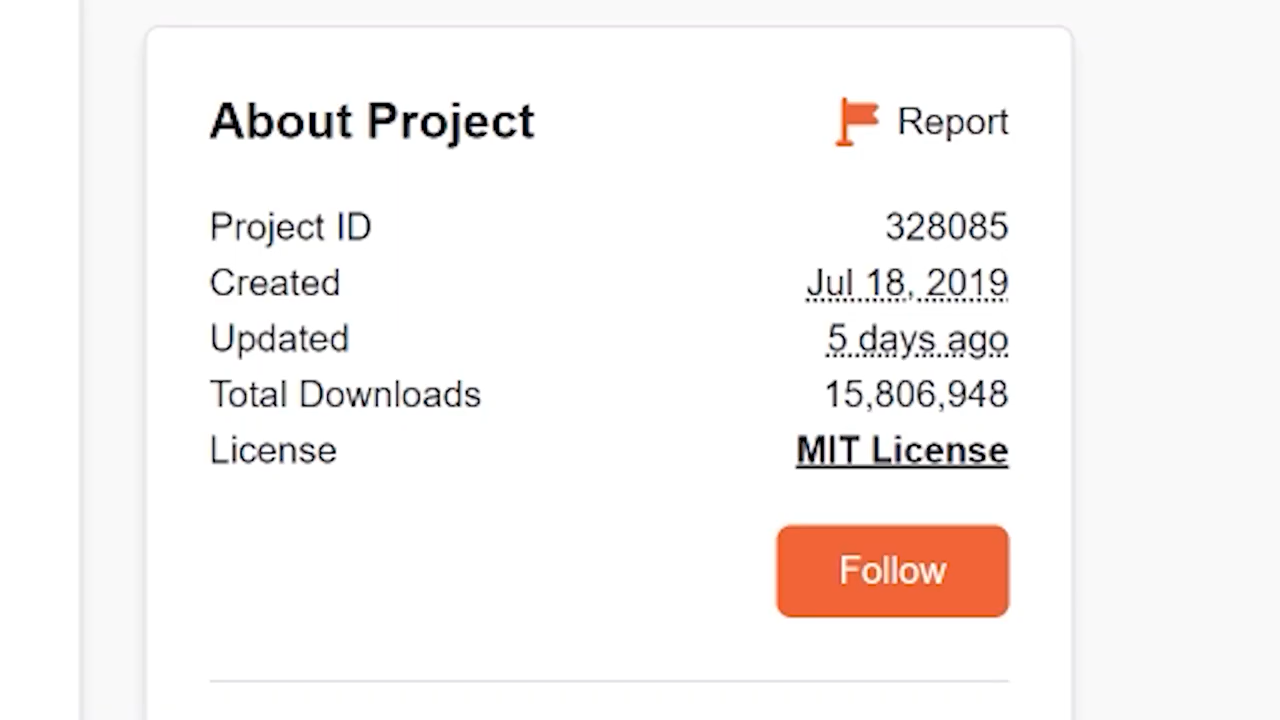 About Project
Report
Project ID 328085
Created Jul 18, 2019
Updated 5 days ago
Total Downloads 15,806,948
License MIT License
Follow